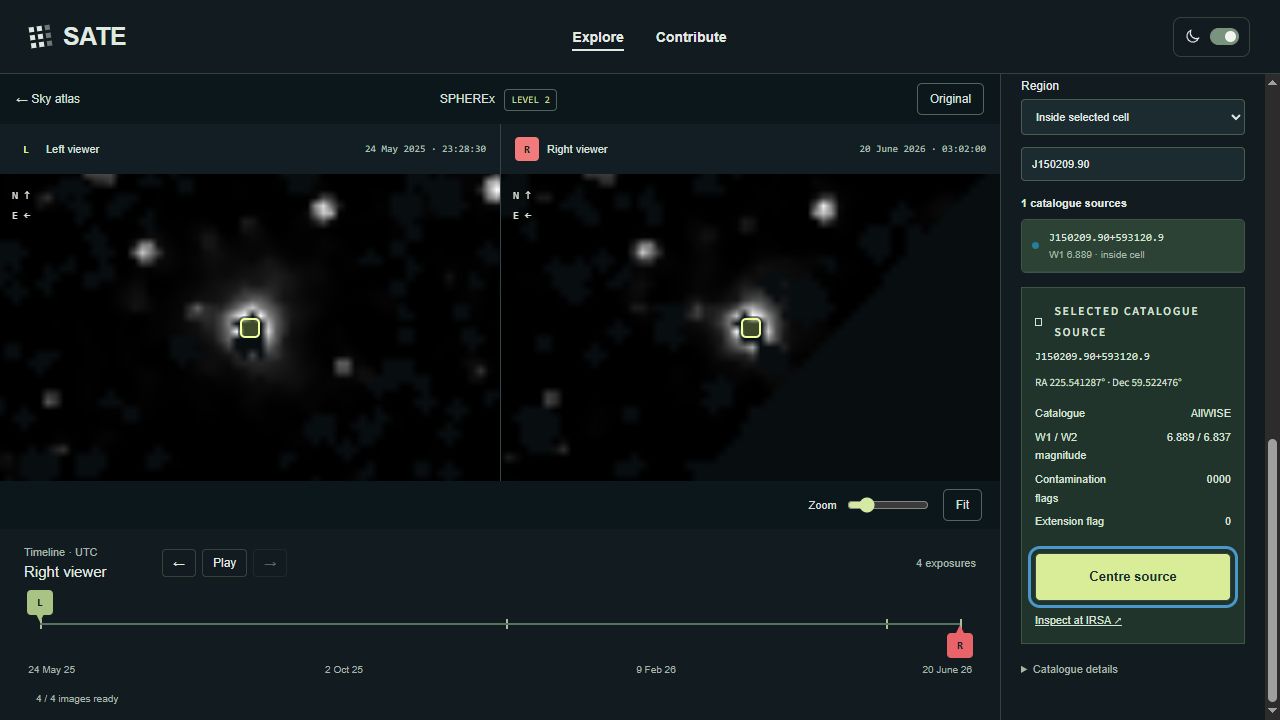 SATE
Explore
Contribute
← Sky atlas
SPHEREx
LEVEL 2
Original
L
Left viewer
24 May 2025 · 23:28:30
R
Right viewer
20 June 2026 · 03:02:00
N ↑
E ←
N ↑
E ←
Zoom
Fit
Timeline · UTC
Right viewer
←
Play
→
4 exposures
L
R
24 May 25
2 Oct 25
9 Feb 26
20 June 26
4 / 4 images ready
Region
Inside selected cell
J150209.90
1 catalogue sources
J150209.90+593120.9
W1 6.889 · inside cell
SELECTED CATALOGUE
SOURCE
J150209.90+593120.9
RA 225.541287° · Dec 59.522476°
Catalogue AllWISE
W1 / W2 6.889 / 6.837
magnitude
Contamination 0000
flags
Extension flag 0
Centre source
Inspect at IRSA ↗
▶ Catalogue details